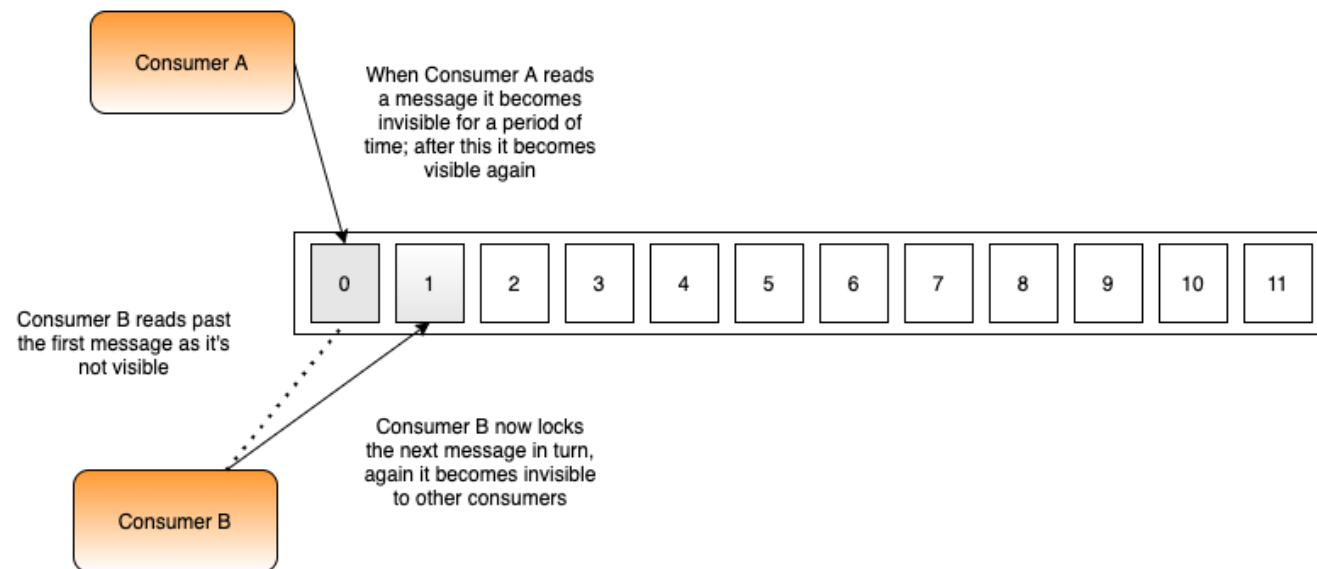 Consumer A
When Consumer A reads
a message it becomes
invisible for a period of
time; after this it becomes
visible again
0 1 2 3 4 5 6 7 8 9 10 11
Consumer B reads past
the first message as it's
not visible
Consumer B now locks
the next message in turn,
again it becomes invisible
to other consumers
Consumer B